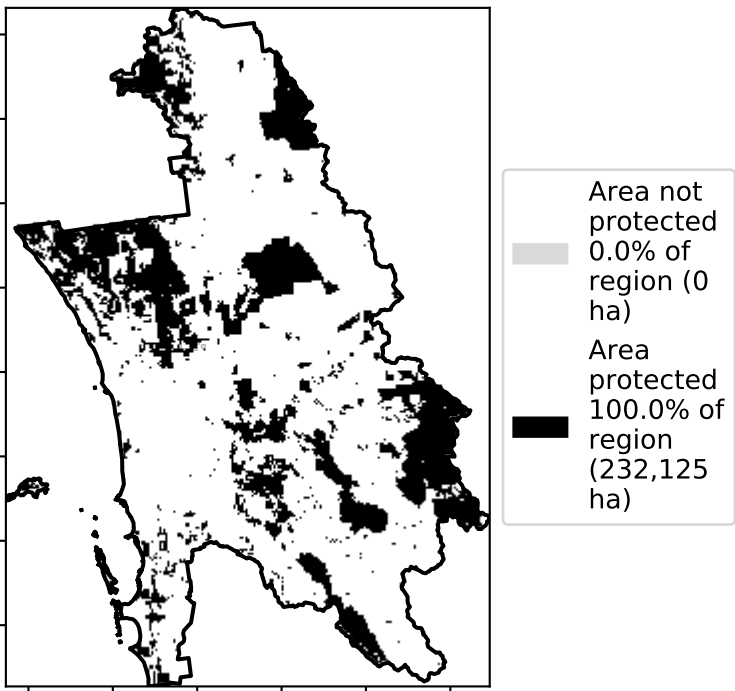 Area not
protected
0.0% of
region (0
ha)
Area
protected
100.0% of
region
(232,125
ha)